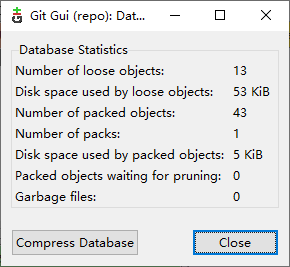 Git Gui (repo): Dat...
Database Statistics
Number of loose objects: 13
Disk space used by loose objects: 53 KiB
Number of packed objects: 43
Number of packs: 1
Disk space used by packed objects: 5 KiB
Packed objects waiting for pruning: 0
Garbage files: 0
Compress Database Close